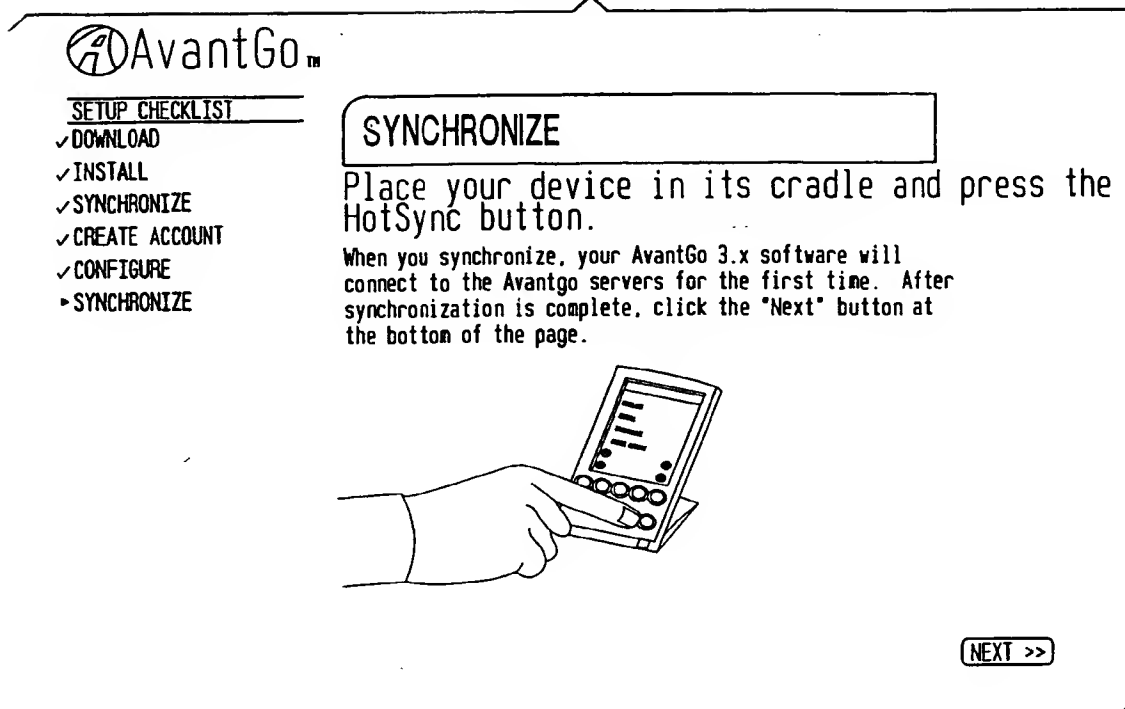 AvantGo™
SETUP CHECKLIST
✓DOWNLOAD
✓INSTALL
✓SYNCHRONIZE
✓CREATE ACCOUNT
✓CONFIGURE
▸SYNCHRONIZE
SYNCHRONIZE
Place your device in its cradle and press the
HotSync button.
When you synchronize, your AvantGo 3.x software will
connect to the Avantgo servers for the first time. After
synchronization is complete, click the "Next" button at
the bottom of the page.
NEXT >>